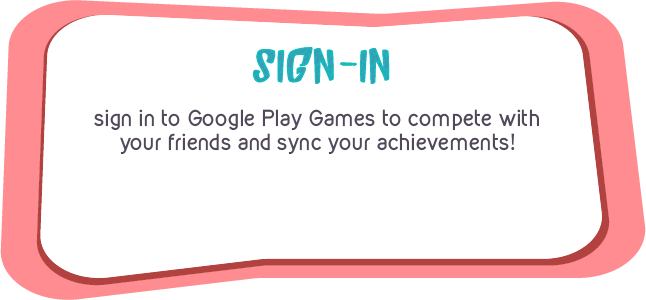 SIGN-IN
sign in to Google Play Games to compete with
your friends and sync your achievements!